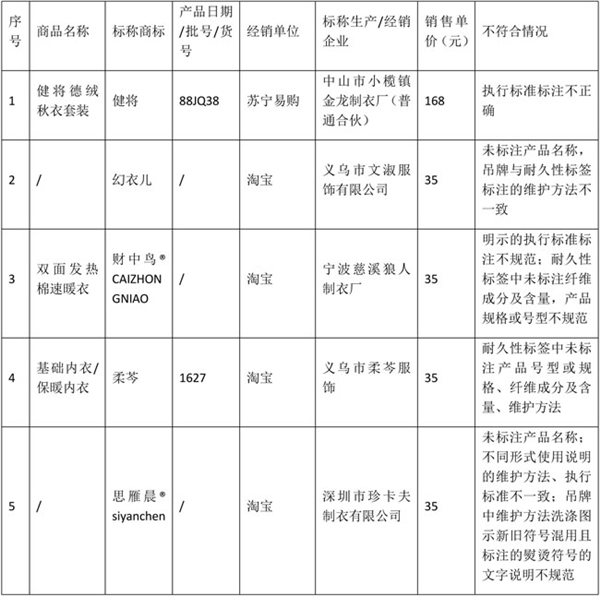 序号
商品名称
标称商标
产品日期/批号/货号
经销单位
标称生产/经销企业
销售单价（元）
不符合情况
1
健将德绒
秋衣套装
健将
88JQ38
苏宁易购
中山市小榄镇
金龙制衣厂（普
通合伙）
168
执行标准标注不正
确
2
/
幻衣儿
/
淘宝
义乌市文淑服
饰有限公司
35
未标注产品名称，
吊牌与耐久性标签
标注的维护方法不
一致
3
双面发热
棉速暖衣
财中鸟®
CAIZHON
GNIAO
/
淘宝
宁波慈溪狼人
制衣厂
35
明示的执行标准标
注不规范；耐久性
标签中未标注纤维
成分及含量，产品
规格或号型不规范
4
基础内衣/
保暖内衣
柔芩
1627
淘宝
义乌市柔芩服
饰
35
耐久性标签中未标
注产品号型或规
格、纤维成分及含
量、维护方法
5
/
思雁晨®
siyanchen
/
淘宝
深圳市珍卡夫
制衣有限公司
35
未标注产品名称；
不同形式使用说明
的维护方法、执行
标准不一致；吊牌
中维护方法洗涤图
示新旧符号混用且
标注的熨烫符号的
文字说明不规范